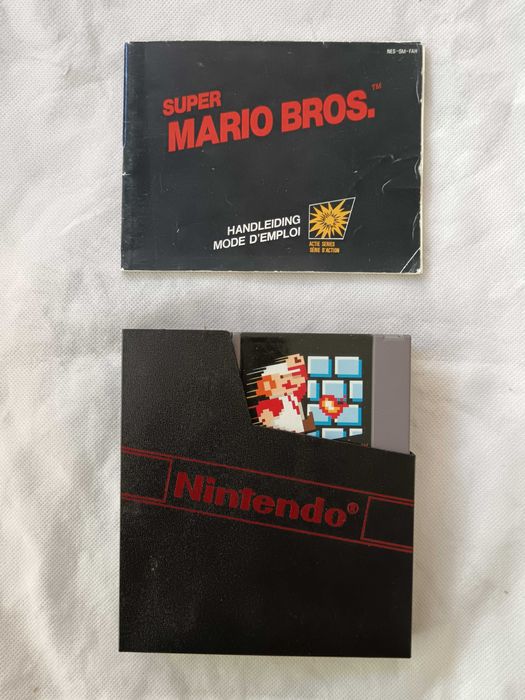 NES-SM-FAH
SUPER
MARIO BROS.™
HANDLEIDING
MODE D'EMPLOI
ACTIE SERIES
SÉRIE D'ACTION
Nintendo®